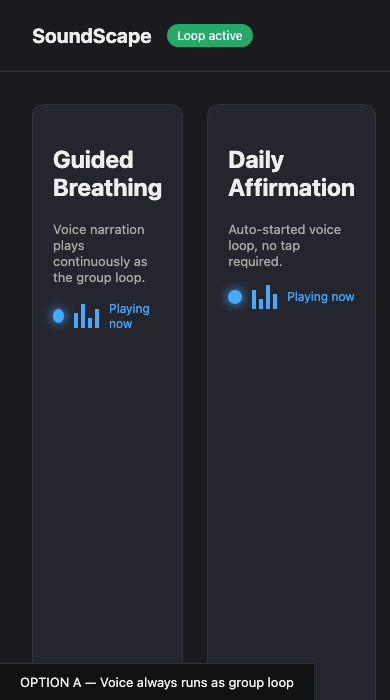 SoundScape
Loop active
Guided
Breathing
Voice narration
plays
continuously as
the group loop.
Playing
now
Daily
Affirmation
Auto-started voice
loop, no tap
required.
Playing now
OPTION A — Voice always runs as group loop